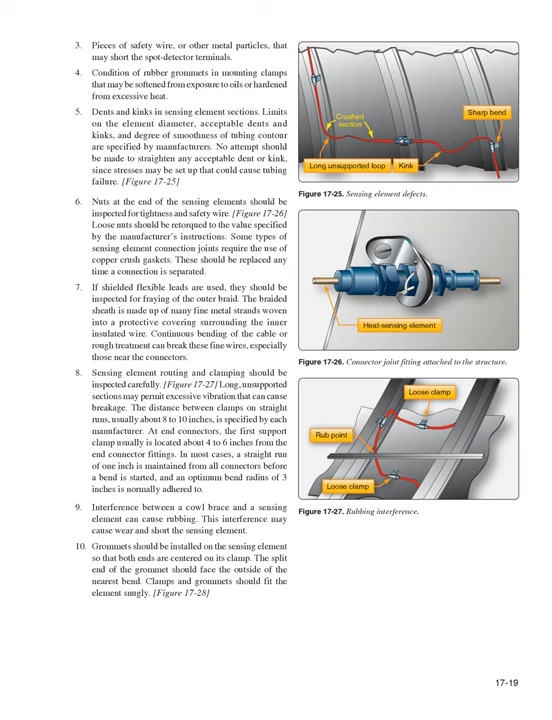 3. Pieces of safety wire, or other metal particles, that
may short the spot-detector terminals.
4. Condition of rubber grommets in mounting clamps
that may be softened from exposure to oils or hardened
from excessive heat.
5. Dents and kinks in sensing element sections. Limits
on the element diameter, acceptable dents and
kinks, and degree of smoothness of tubing contour
are specified by manufacturers. No attempt should
be made to straighten any acceptable dent or kink,
since stresses may be set up that could cause tubing
failure. [Figure 17-25]
6. Nuts at the end of the sensing elements should be
inspected for tightness and safety wire. [Figure 17-26]
Loose nuts should be retorqued to the value specified
by the manufacturer's instructions. Some types of
sensing element connection joints require the use of
copper crush gaskets. These should be replaced any
time a connection is separated.
7. If shielded flexible leads are used, they should be
inspected for fraying of the outer braid. The braided
sheath is made up of many fine metal strands woven
into a protective covering surrounding the inner
insulated wire. Continuous bending of the cable or
rough treatment can break these fine wires, especially
those near the connectors.
8. Sensing element routing and clamping should be
inspected carefully. [Figure 17-27] Long, unsupported
sections may permit excessive vibration that can cause
breakage. The distance between clamps on straight
runs, usually about 8 to 10 inches, is specified by each
manufacturer. At end connectors, the first support
clamp usually is located about 4 to 6 inches from the
end connector fittings. In most cases, a straight run
of one inch is maintained from all connectors before
a bend is started, and an optimum bend radius of 3
inches is normally adhered to.
9. Interference between a cowl brace and a sensing
element can cause rubbing. This interference may
cause wear and short the sensing element.
10. Grommets should be installed on the sensing element
so that both ends are centered on its clamp. The split
end of the grommet should face the outside of the
nearest bend. Clamps and grommets should fit the
element snugly. [Figure 17-28]
Crushed
section
Sharp bend
Long unsupported loop
Kink
Figure 17-25. Sensing element defects.
Heat-sensing element
Figure 17-26. Connector joint fitting attached to the structure.
Loose clamp
Rub point
Loose clamp
Figure 17-27. Rubbing interference.
17-19